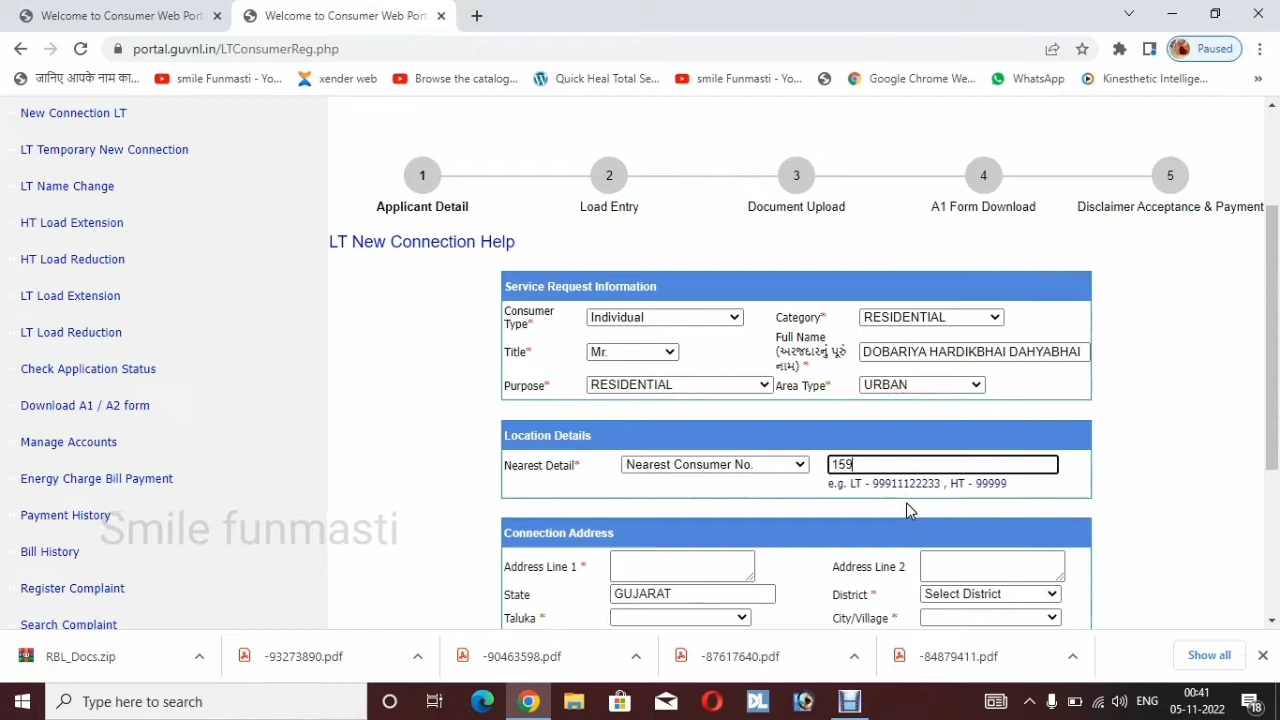 Welcome to Consumer Web Port
Welcome to Consumer Web Port
portal.guvnl.in/LTConsumerReg.php
Paused
जानिए आपके नाम का...
smile Funmasti - Yo...
xender web
Browse the catalog...
Quick Heal Total Se...
smile Funmasti - Yo...
Google Chrome We...
WhatsApp
Kinesthetic Intellige...
»
New Connection LT
LT Temporary New Connection
LT Name Change
HT Load Extension
HT Load Reduction
LT Load Extension
LT Load Reduction
Check Application Status
Download A1 / A2 form
Manage Accounts
Energy Charge Bill Payment
Payment History
Bill History
Register Complaint
Search Complaint
Smile funmasti
1 2 3 4 5
Applicant Detail Load Entry Document Upload A1 Form Download Disclaimer Acceptance & Payment
LT New Connection Help
Service Request Information
Consumer Type* Individual Category* RESIDENTIAL
Title* Mr. Full Name (અરજદારનું પૂરું નામ) * DOBARIYA HARDIKBHAI DAHYABHAI
Purpose* RESIDENTIAL Area Type* URBAN
Location Details
Nearest Detail* Nearest Consumer No. 159
e.g. LT - 99911122233 , HT - 99999
Connection Address
Address Line 1 * Address Line 2
State GUJARAT District * Select District
Taluka * City/Village *
RBL_Docs.zip
-93273890.pdf
-90463598.pdf
-87617640.pdf
-84879411.pdf
Show all
Type here to search
DL
ENG
00:41
05-11-2022
18